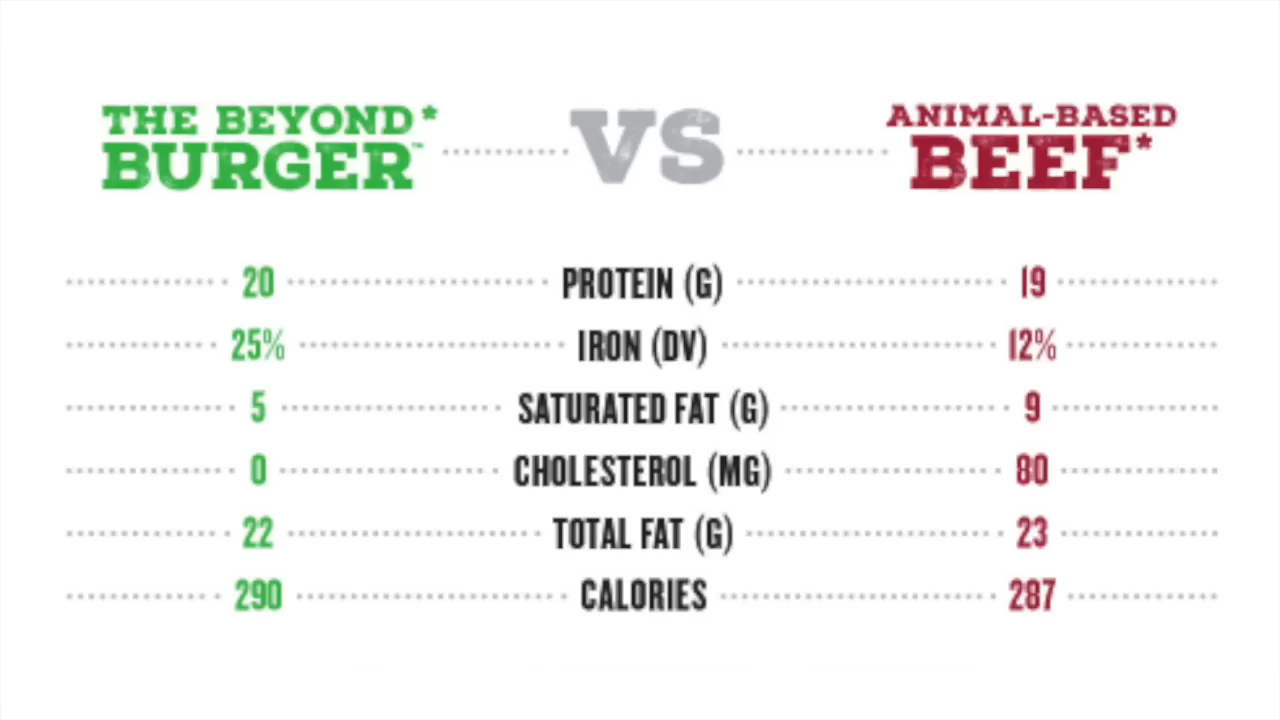 THE BEYOND*
BURGER™
VS
ANIMAL-BASED
BEEF*
20 PROTEIN (G) 19
25% IRON (DV) 12%
5 SATURATED FAT (G) 9
0 CHOLESTEROL (MG) 80
22 TOTAL FAT (G) 23
290 CALORIES 287